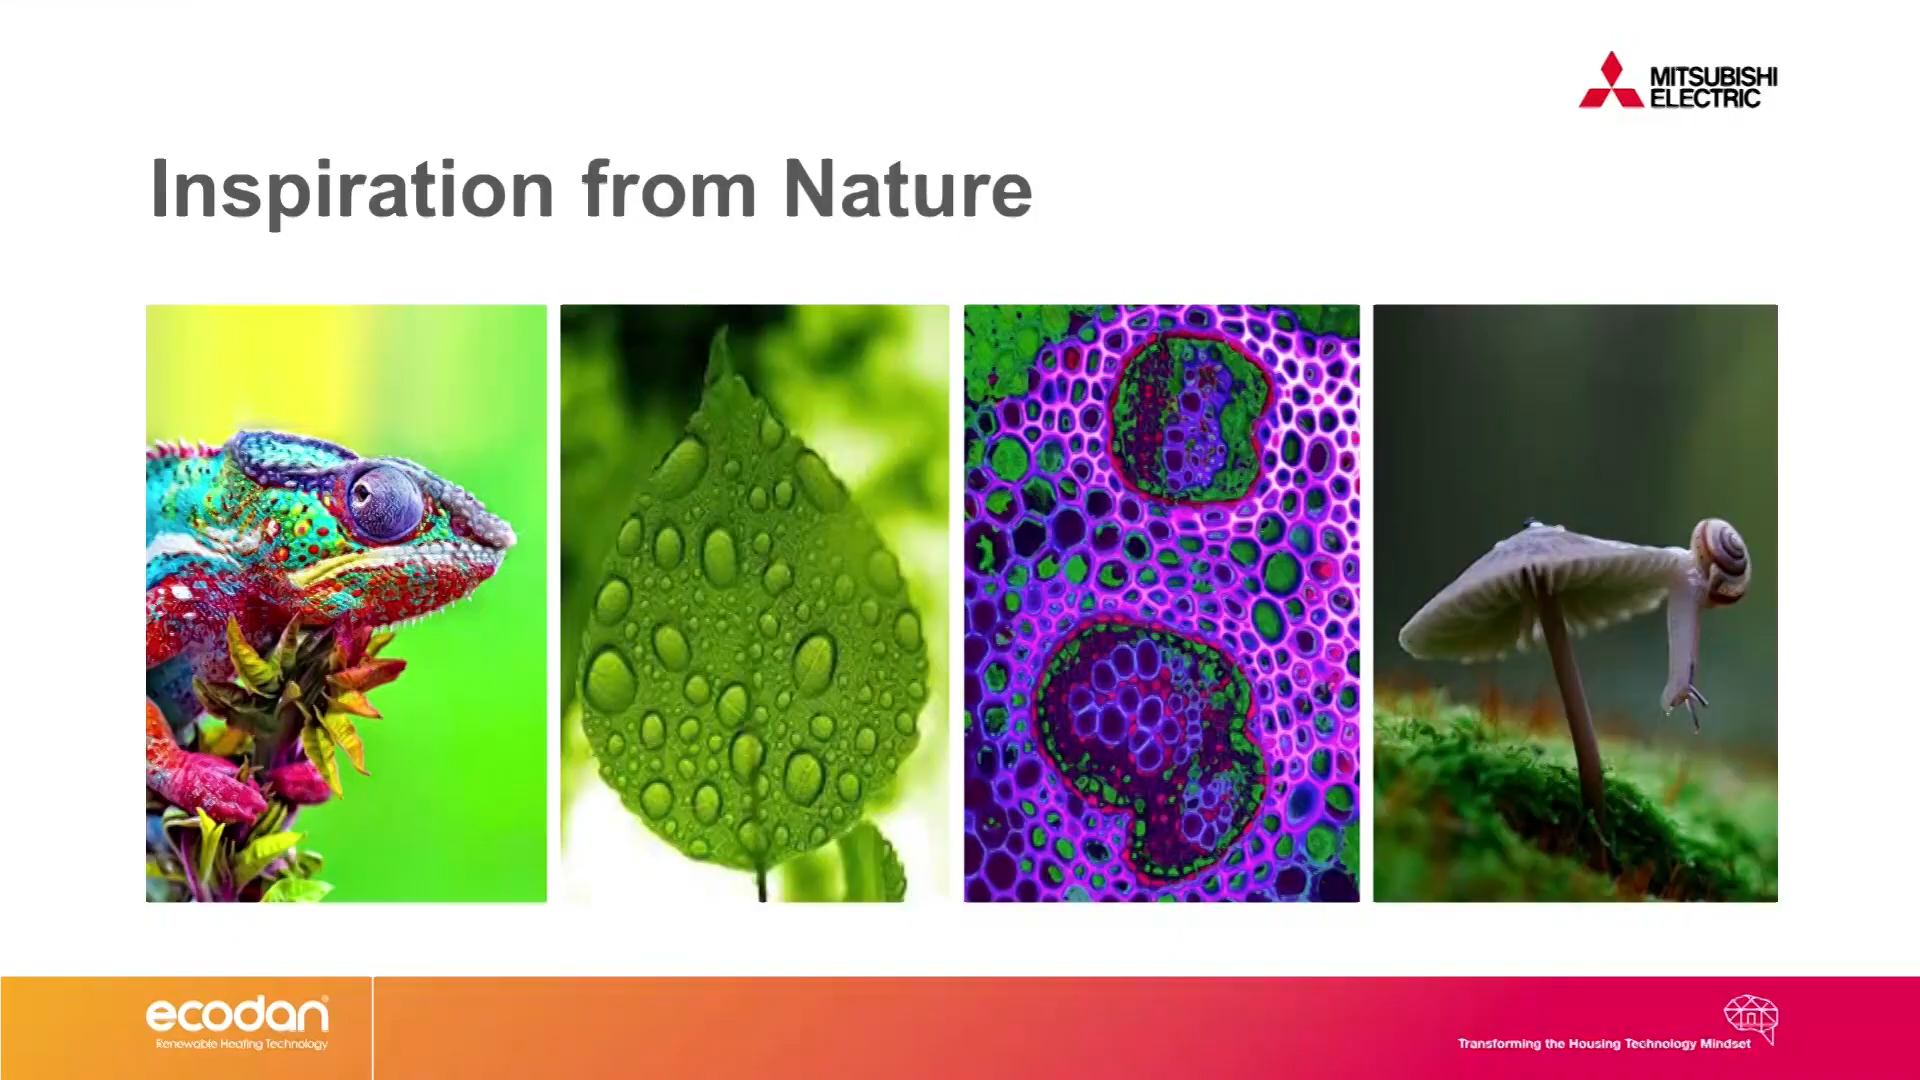 MITSUBISHI
ELECTRIC
Inspiration from Nature
ecodan®
Renewable Heating Technology
Transforming the Housing Technology Mindset